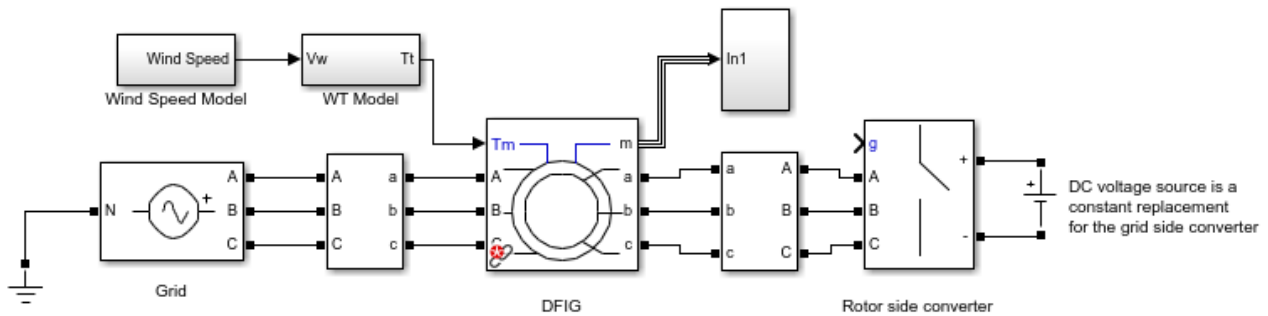 Wind Speed
Vw
Tt
In1
Wind Speed Model
WT Model
Tm
m
g
N
A
B
C
A
B
C
a
b
c
A
B
C
a
b
c
a
b
c
A
B
C
A
B
C
+
-
+
+
DC voltage source is a
constant replacement
for the grid side converter
Grid
DFIG
Rotor side converter